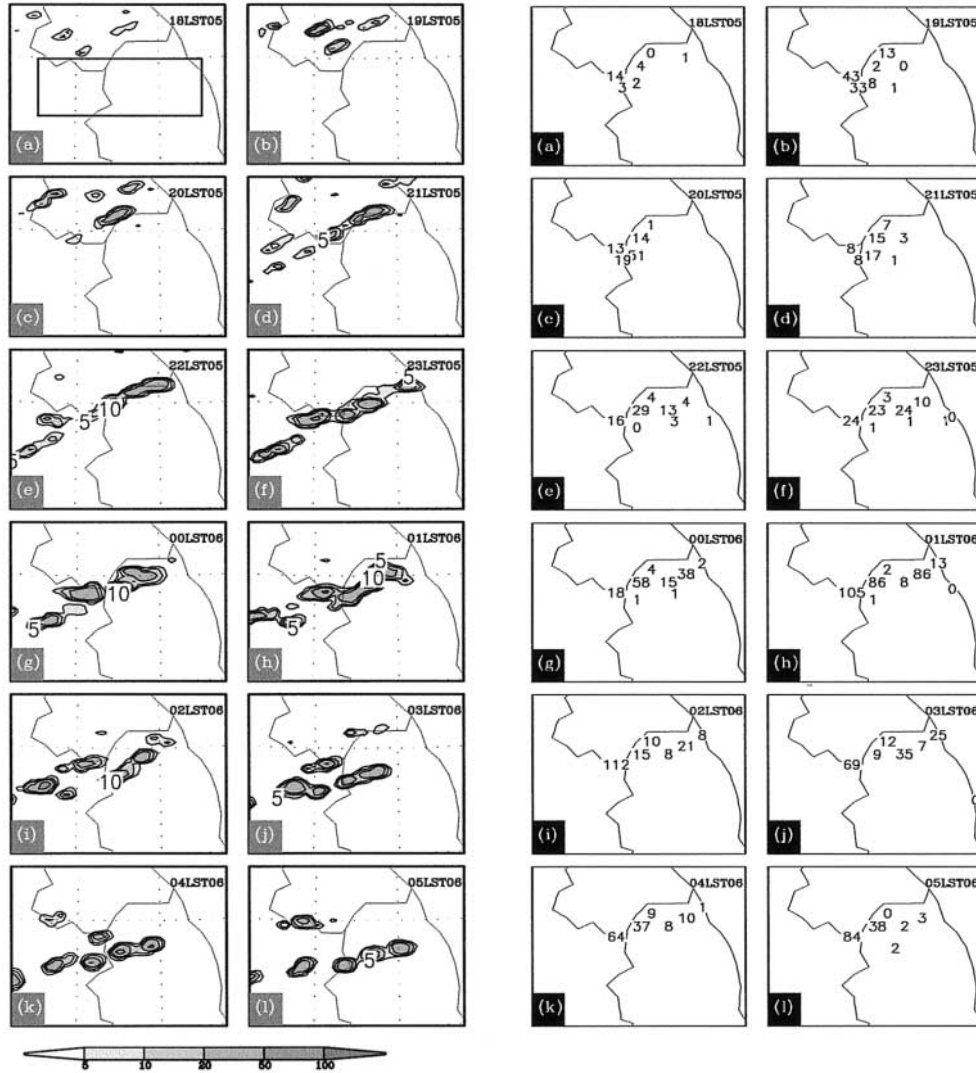 18LST05
(a)
19LST05
(b)
20LST05
(c)
21LST05
5
(d)
22LST05
10
5
5
(e)
23LST05
5
(f)
00LST06
10
5
(g)
01LST06
5
10
5
(h)
02LST06
10
(i)
03LST06
5
(j)
04LST06
(k)
05LST06
5
(l)
5 10 20 50 100
18LST05
0
4 1
14
3 2
(a)
19LST05
13
2 0
43
33 8 1
(b)
20LST05
1
14
13
19 51
(c)
21LST05
7
15 3
8
8 17 1
(d)
22LST05
4 4
29 13
16 3 1
0
(e)
23LST05
3 10
23 24
24 1 1 1 0
(f)
00LST06
4 38 2
58 15
18 1 1
(g)
01LST06
2 86 13
86 8
105 1 0
(h)
02LST06
10 21 8
15 8
112
(i)
03LST06
12 7 25
9 35
69
(j)
04LST06
9 10 1
37 8
64
(k)
05LST06
0 3
38 2
84
2
(l)